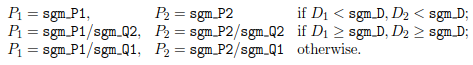 P₁ = sgm_P1, P₂ = sgm_P2 if D₁ < sgm_D, D₂ < sgm_D;
P₁ = sgm_P1/sgm_Q2, P₂ = sgm_P2/sgm_Q2 if D₁ ≥ sgm_D, D₂ ≥ sgm_D;
P₁ = sgm_P1/sgm_Q1, P₂ = sgm_P2/sgm_Q1 otherwise.